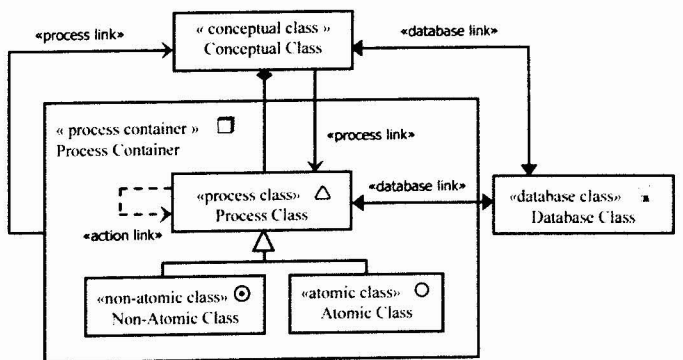 « conceptual class »
Conceptual Class
«process link»
«database link»
« process container »
Process Container
«process link»
«process class»
Process Class
«database link»
«database class»
Database Class
«action link»
«non-atomic class»
Non-Atomic Class
«atomic class»
Atomic Class